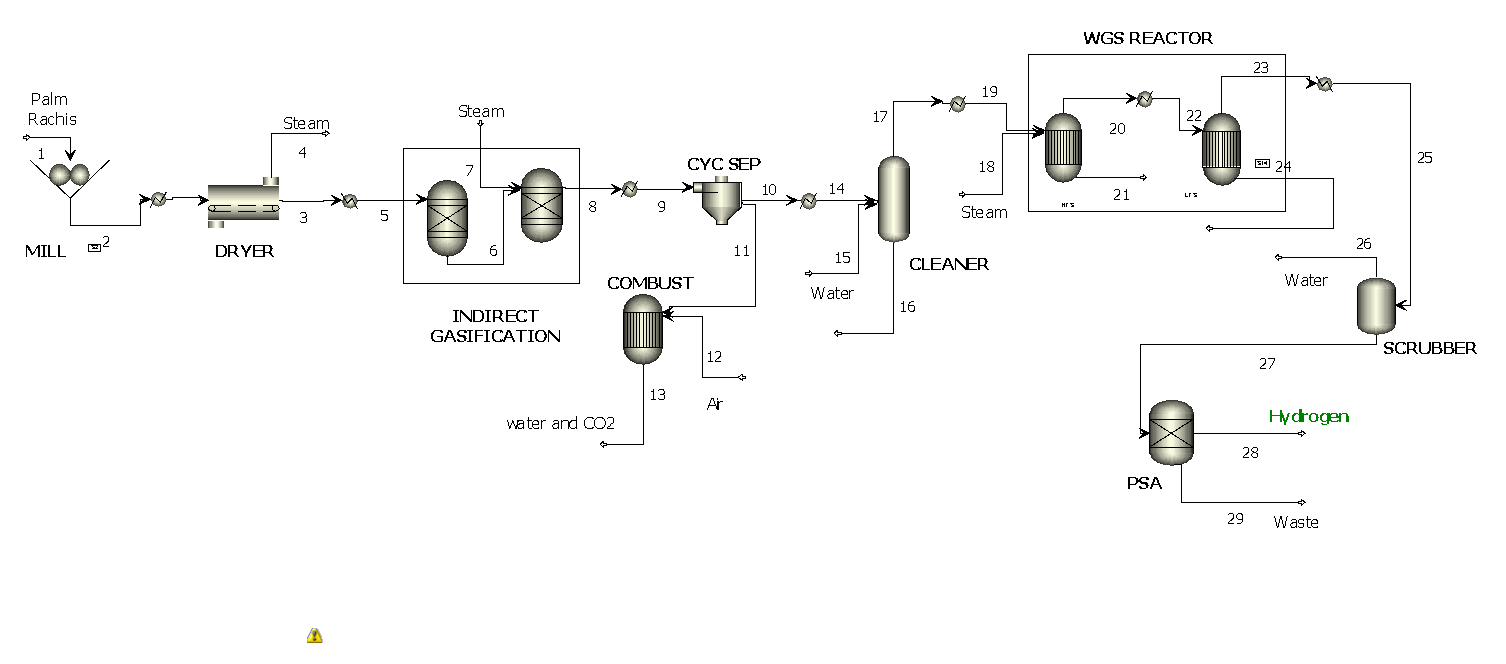 WGS REACTOR
23
Palm
Rachis
1
Steam
4
Steam
7
CYC SEP
17
19
20
22
18
Steam
21
HTS
LTS
24
25
MILL
2
DRYER
3
5
6
8
9
10
14
11
15
Water
CLEANER
16
26
Water
SCRUBBER
COMBUST
INDIRECT
GASIFICATION
12
Air
13
water and CO2
27
Hydrogen
28
PSA
29
Waste